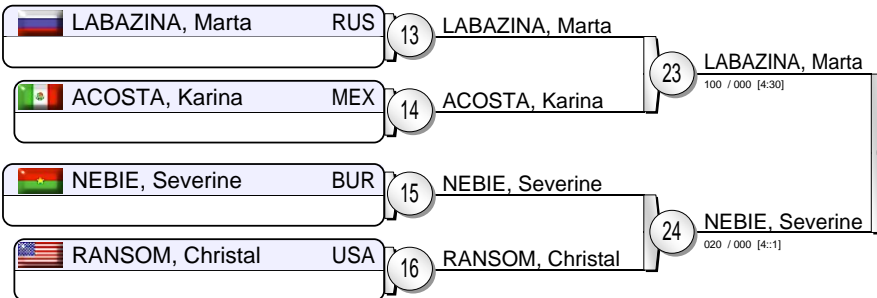 LABAZINA, Marta RUS 13 LABAZINA, Marta
23 LABAZINA, Marta
100 / 000 [4:30]
ACOSTA, Karina MEX 14 ACOSTA, Karina
NEBIE, Severine BUR 15 NEBIE, Severine
24 NEBIE, Severine
020 / 000 [4::1]
RANSOM, Christal USA 16 RANSOM, Christal